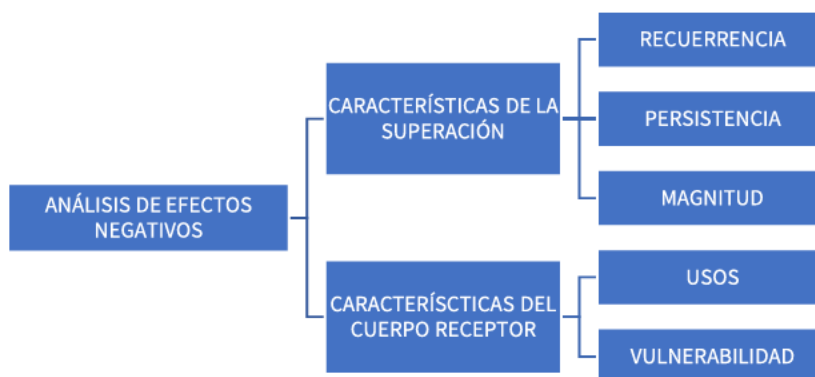 ANÁLISIS DE EFECTOS
NEGATIVOS
CARACTERÍSTICAS DE LA
SUPERACIÓN
RECUERRENCIA
PERSISTENCIA
MAGNITUD
CARACTERÍSCTICAS DEL
CUERPO RECEPTOR
USOS
VULNERABILIDAD